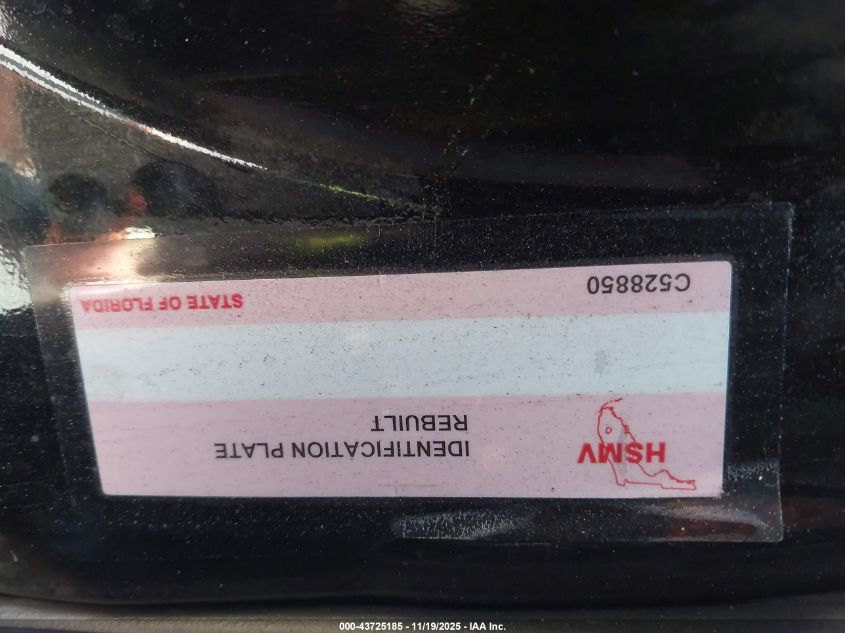 HSMV
IDENTIFICATION PLATE
REBUILT
C528850
STATE OF FLORIDA
000-43725185 - 11/19/2025 - IAA Inc.